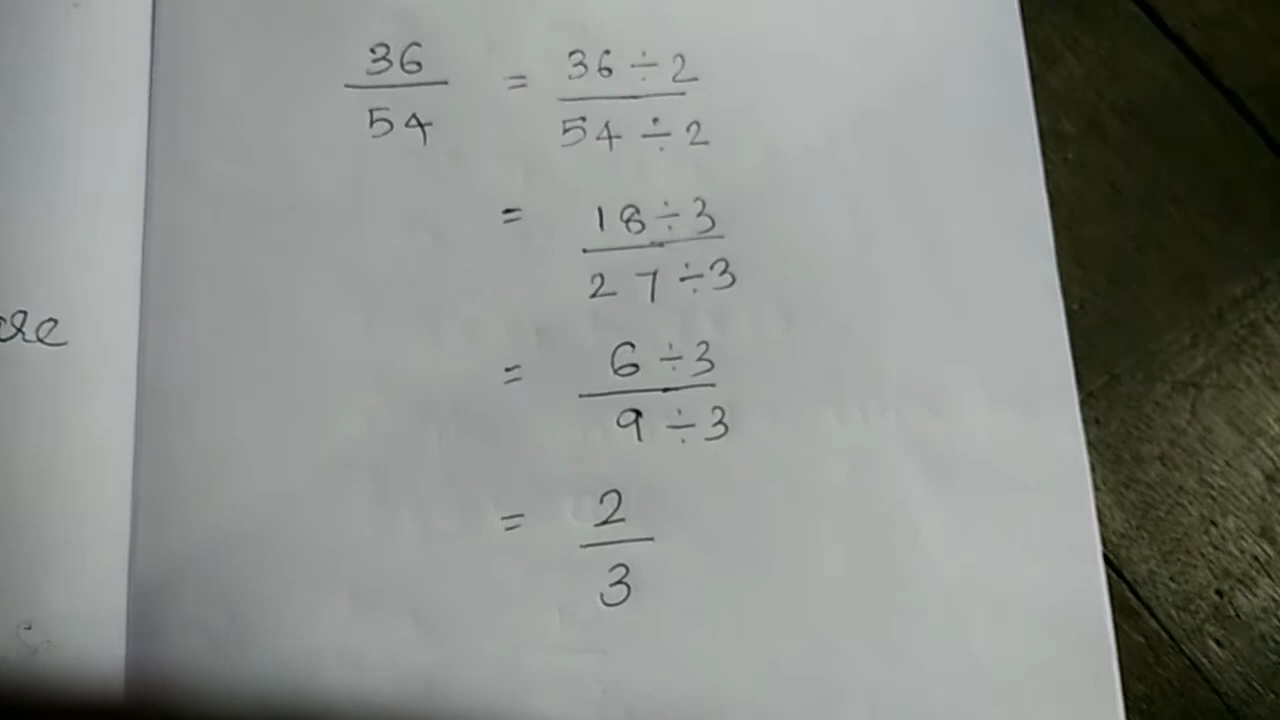 36/54 = 36÷2/54÷2
= 18÷3/27÷3
= 6÷3/9÷3
= 2/3